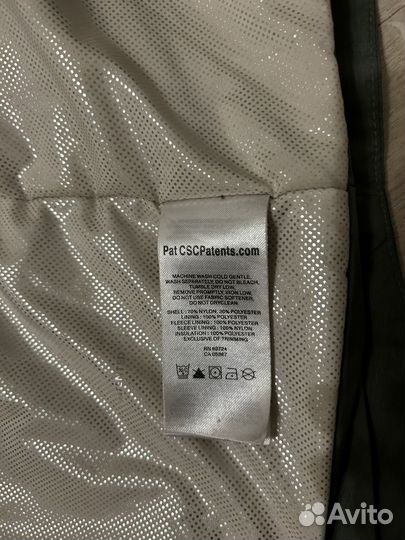 Pat CSCPatents.com
MACHINE WASH COLD GENTLE,
WASH SEPARATELY, DO NOT BLEACH,
TUMBLE DRY LOW,
REMOVE PROMPTLY, IRON LOW,
DO NOT USE FABRIC SOFTENER,
DO NOT DRYCLEAN
SHELL : 70% NYLON, 30% POLYESTER
LINING : 100% POLYESTER
FLEECE LINING : 100% POLYESTER
SLEEVE LINING : 100% POLYESTER
INSULATION : 100% POLYESTER
EXCLUSIVE OF TRIMMING
RN 69724
CA 05367
Avito